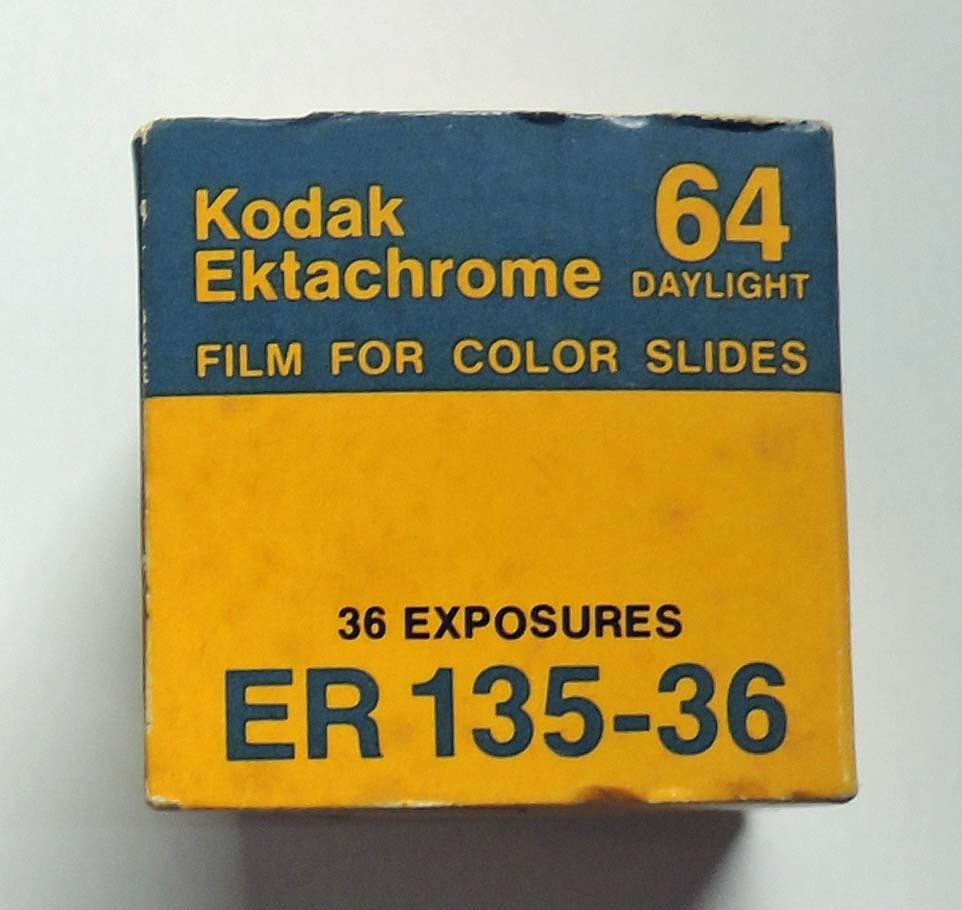 Kodak
Ektachrome
64
DAYLIGHT
FILM FOR COLOR SLIDES
36 EXPOSURES
ER 135-36